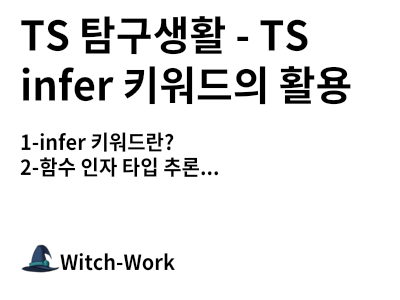 TS 탐구생활 - TS
infer 키워드의 활용
1-infer 키워드란?
2-함수 인자 타입 추론...
Witch-Work